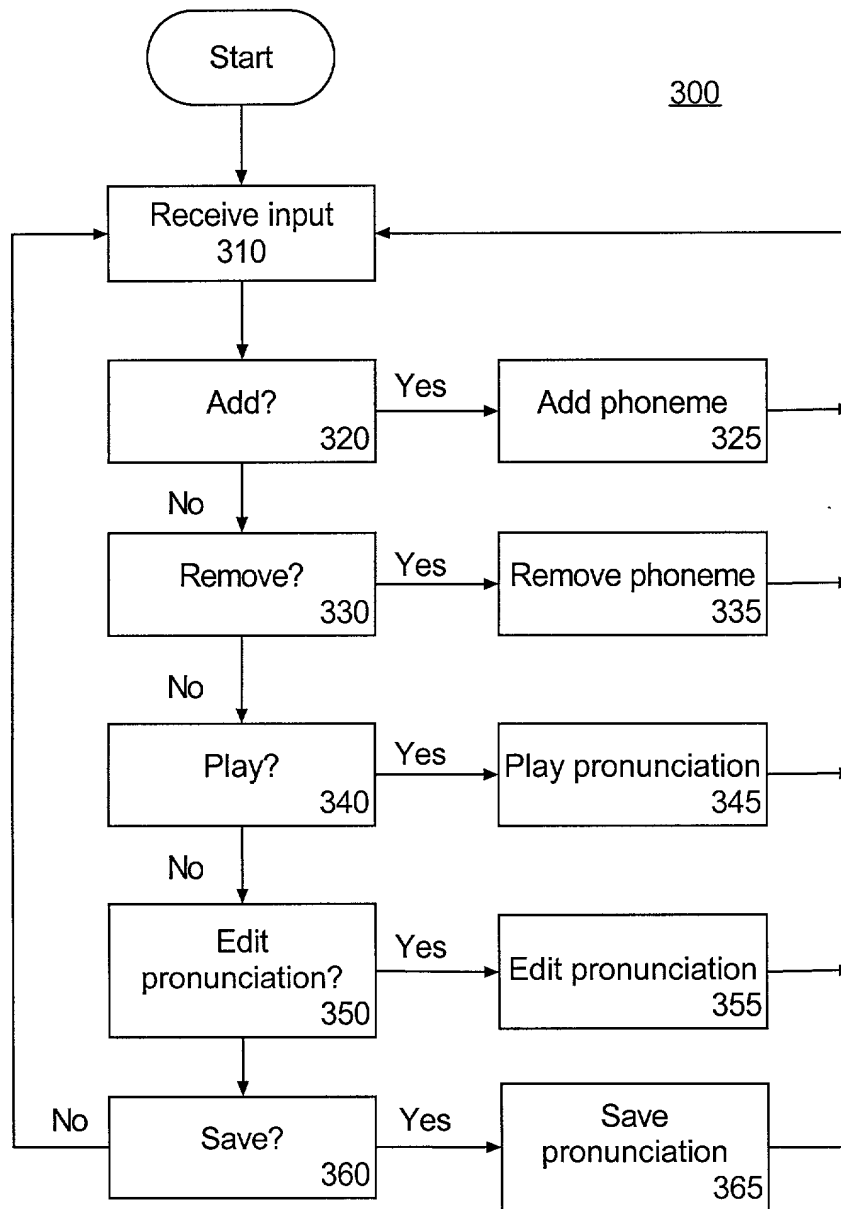 Start
300
Receive input
310
Add?
320
Yes
Add phoneme
325
No
Remove?
330
Yes
Remove phoneme
335
No
Play?
340
Yes
Play pronunciation
345
No
Edit
pronunciation?
350
Yes
Edit pronunciation
355
No
Save?
360
Yes
Save
pronunciation
365